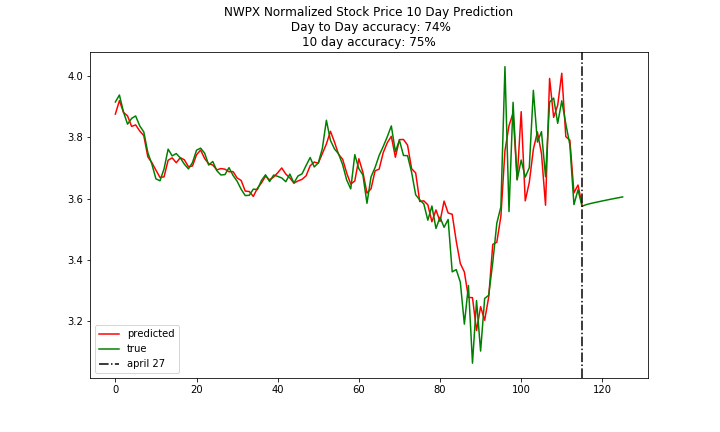 NWPX Normalized Stock Price 10 Day Prediction
Day to Day accuracy: 74%
10 day accuracy: 75%
4.0
3.8
3.6
3.4
3.2
predicted
true
april 27
0 20 40 60 80 100 120